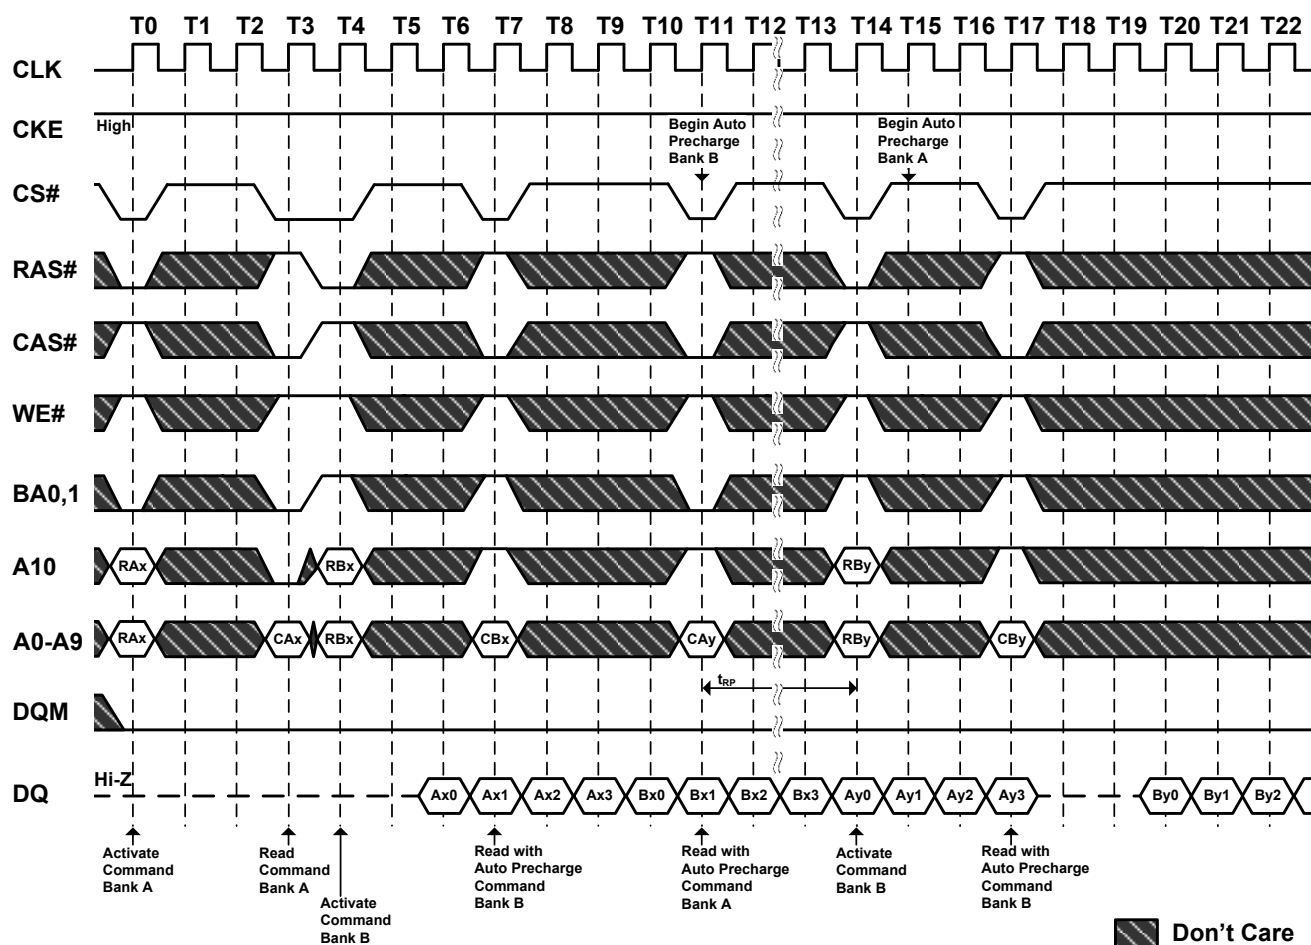 T0 T1 T2 T3 T4 T5 T6 T7 T8 T9 T10 T11 T12 T13 T14 T15 T16 T17 T18 T19 T20 T21 T22
CLK
CKE
High
Begin Auto
Precharge
Bank B
Begin Auto
Precharge
Bank A
CS#
RAS#
CAS#
WE#
BA0,1
A10
RAx RBx RBy
A0-A9
RAx CAx RBx CBx CAy RBy CBy
tRP
DQM
Hi-Z
DQ
Ax0 Ax1 Ax2 Ax3 Bx0 Bx1 Bx2 Bx3 Ay0 Ay1 Ay2 Ay3 By0 By1 By2
Activate
Command
Bank A
Read
Command
Bank A
Activate
Command
Bank B
Read with
Auto Precharge
Command
Bank B
Read with
Auto Precharge
Command
Bank A
Activate
Command
Bank B
Read with
Auto Precharge
Command
Bank B
Don't Care